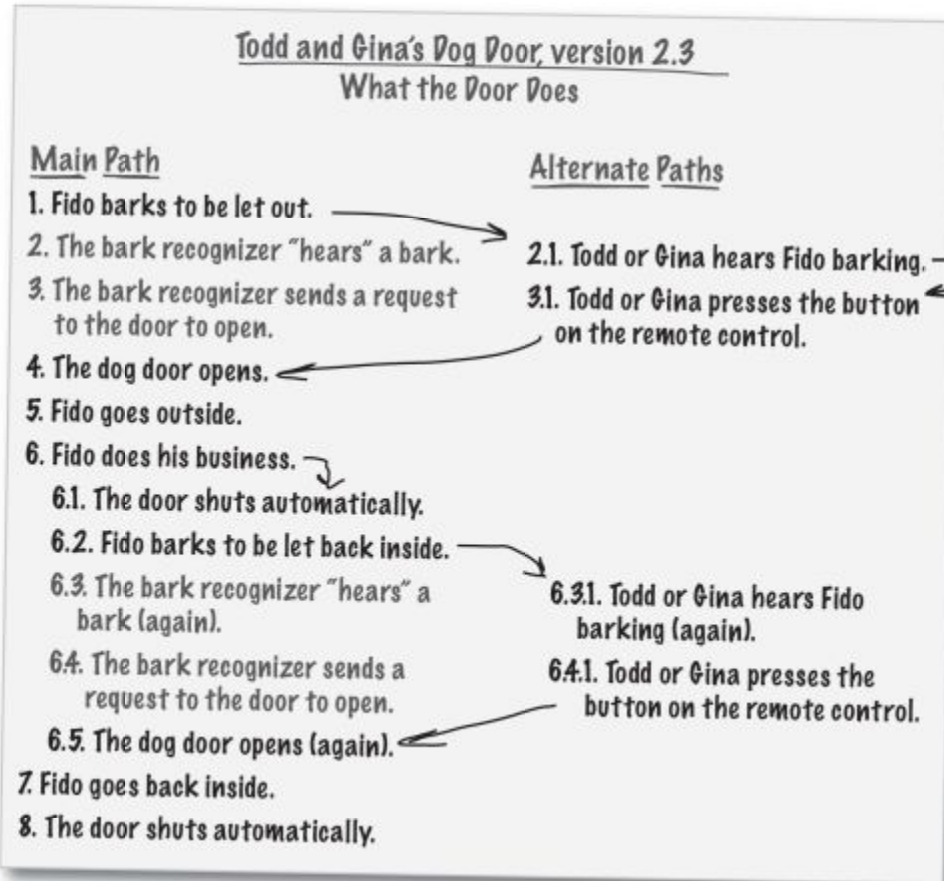 Todd and Gina's Dog Door, version 2.3
What the Door Does
Main Path
1. Fido barks to be let out.
2. The bark recognizer "hears" a bark.
3. The bark recognizer sends a request
to the door to open.
4. The dog door opens.
5. Fido goes outside.
6. Fido does his business.
6.1. The door shuts automatically.
6.2. Fido barks to be let back inside.
6.3. The bark recognizer "hears" a
bark (again).
6.4. The bark recognizer sends a
request to the door to open.
6.5. The dog door opens (again).
7. Fido goes back inside.
8. The door shuts automatically.
Alternate Paths
2.1. Todd or Gina hears Fido barking.
3.1. Todd or Gina presses the button
on the remote control.
6.3.1. Todd or Gina hears Fido
barking (again).
6.4.1. Todd or Gina presses the
button on the remote control.